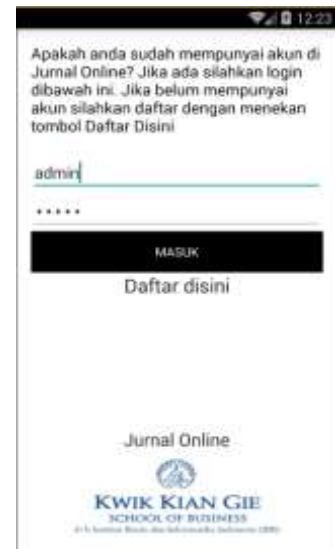 12:23
Apakah anda sudah mempunyai akun di
Jurnal Online? Jika ada silahkan login
dibawah ini. Jika belum mempunyai
akun silahkan daftar dengan menekan
tombol Daftar Disini
admin
•••••
MASUK
Daftar disini
Jurnal Online
KWIK KIAN GIE
SCHOOL OF BUSINESS